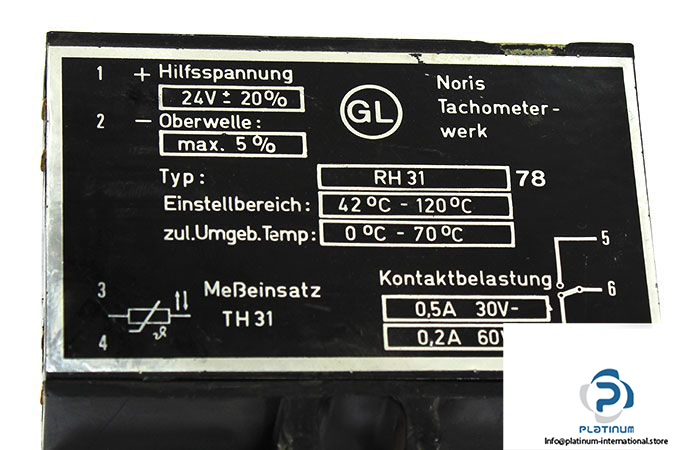 1 + Hilfsspannung
24V ± 20%
2 - Oberwelle:
max. 5%
GL
Noris
Tachometer-
werk
Typ: RH 31 78
Einstellbereich: 42°C - 120°C
zul.Umgeb.Temp: 0°C - 70°C
3
4
Meßeinsatz
TH 31
Kontaktbelastung
0,5A 30V-
0,2A 60
5
6
PLATINUM
Info@platinum-international.store